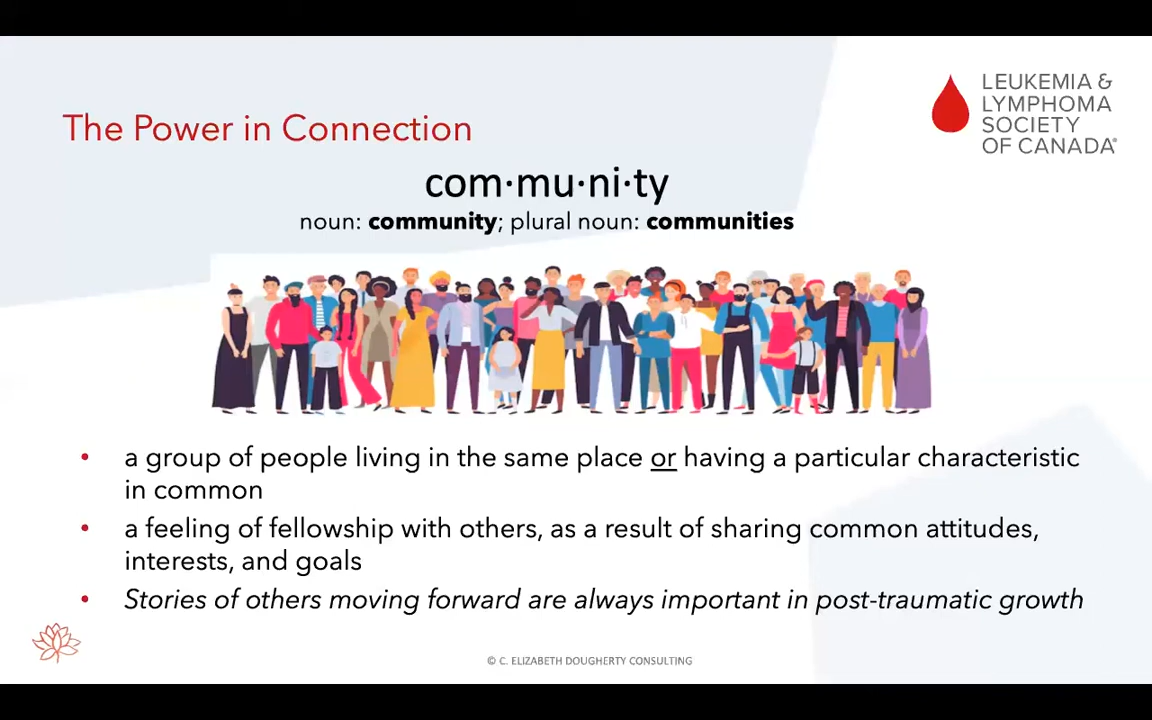 LEUKEMIA &
LYMPHOMA
SOCIETY
OF CANADA®
The Power in Connection
com·mu·ni·ty
noun: community; plural noun: communities
• a group of people living in the same place or having a particular characteristic
in common
• a feeling of fellowship with others, as a result of sharing common attitudes,
interests, and goals
• Stories of others moving forward are always important in post-traumatic growth
© C. ELIZABETH DOUGHERTY CONSULTING